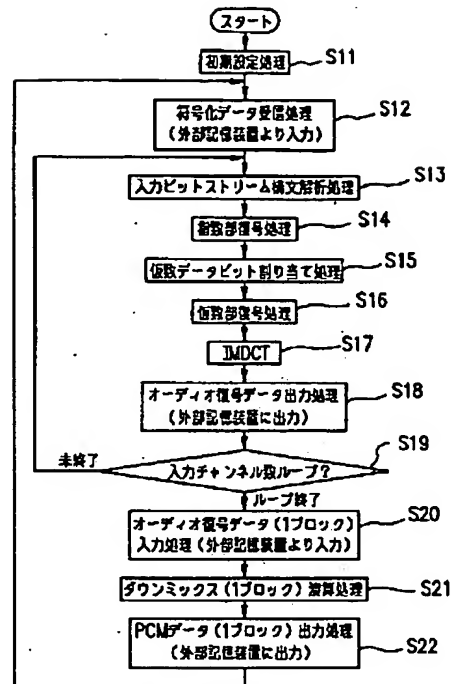 スタート
初期設定処理
S11
符号化データ受信処理
(外部記憶装置より入力)
S12
入力ビットストリーム構文解析処理
S13
指数部復号処理
S14
仮数データビット割り当て処理
S15
仮数部復号処理
S16
IMDCT
S17
オーディオ復号データ出力処理
(外部記憶装置に出力)
S18
入力チャンネル数ループ?
S19
未終了
ループ終了
オーディオ復号データ(1ブロック)
入力処理(外部記憶装置より入力)
S20
ダウンミックス(1ブロック)演算処理
S21
PCMデータ(1ブロック)出力処理
(外部記憶装置に出力)
S22